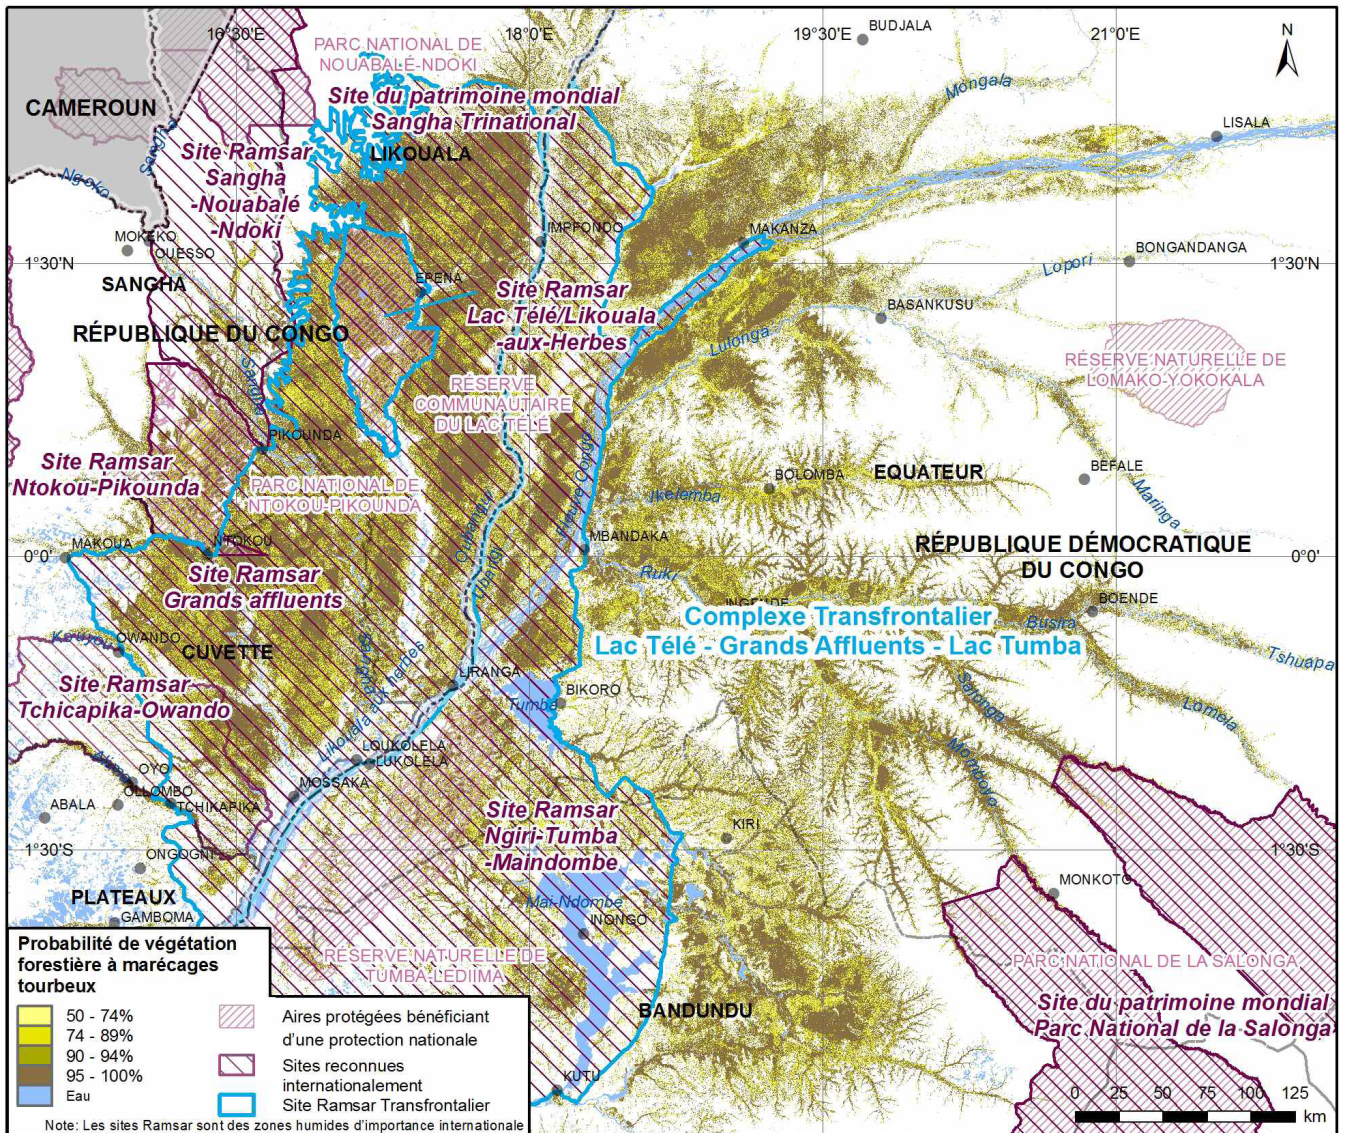 16°30'E
18°0'E
19°30'E
21°0'E
N
BUDJALA
PARC NATIONAL DE
NOUABALÉ-NDOKI
Mongala
CAMEROUN
Site du patrimoine mondial
Sangha Trinational
LISALA
Sangha
LIKOUALA
Site Ramsar
Sangha
-Nouabalé
-Ndoki
Ngoko
MOKEKO
OUESSO
IMPFONDO
MAKANZA
BONGANDANGA
1°30'N
1°30'N
Lopori
SANGHA
EPENA
Site Ramsar
Lac Télé/Likouala
-aux-Herbes
BASANKUSU
RÉPUBLIQUE DU CONGO
Lulonga
RÉSERVE NATURELLE DE
LOMAKO-YOKOKALA
Sangha
RÉSERVE
COMMUNAUTAIRE
DU LAC TÉLÉ
PIKOUNDA
Fleuve Congo
Site Ramsar
Ntokou-Pikounda
PARC NATIONAL DE
NTOKOU-PIKOUNDA
BOLOMBA
EQUATEUR
BEFALE
Ikelemba
Maringa
Oubangui
Ubangi
MAKOUA
NTOKOU
MBANDAKA
0°0'
0°0'
RÉPUBLIQUE DÉMOCRATIQUE
DU CONGO
Ruki
Site Ramsar
Grands affluents
INGENDE
BOENDE
Complexe Transfrontalier
Lac Télé - Grands Affluents - Lac Tumba
Busira
Kouyou
OWANDO
CUVETTE
Tshuapa
Likouala aux herbes
LIRANGA
Site Ramsar
Tchicapika-Owando
BIKORO
Tumba
Salonga
Lomela
Momboyo
LOUKOLELA
LUKOLELA
Alima
OYO
OLLOMBO
TCHIKAPIKA
MOSSAKA
ABALA
Site Ramsar
Ngiri-Tumba
-Maindombe
KIRI
ONGOGNI
1°30'S
MONKOTO
PLATEAUX
GAMBOMA
Mai-Ndombe
INONGO
RÉSERVE NATURELLE DE
TUMBA-LEDIIMA
PARC NATIONAL DE LA SALONGA
BANDUNDU
Site du patrimoine mondial
Parc National de la Salonga
KUTU
Probabilité de végétation
forestière à marécages
tourbeux
50 - 74%
74 - 89%
90 - 94%
95 - 100%
Eau
Aires protégées bénéficiant
d'une protection nationale
Sites reconnues
internationalement
Site Ramsar Transfrontalier
Note: Les sites Ramsar sont des zones humides d'importance internationale
0 25 50 75 100 125
km